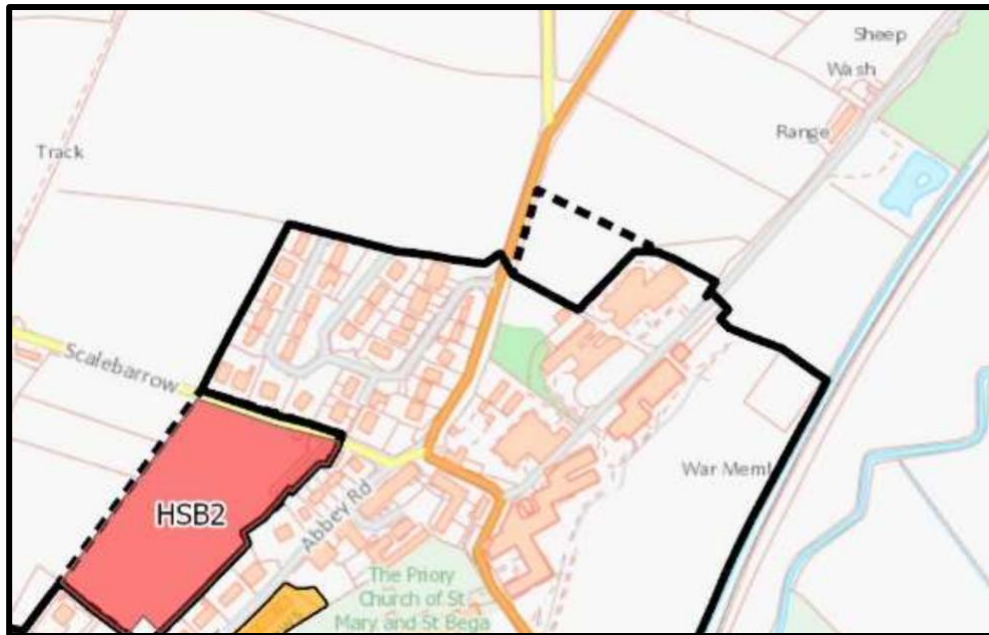 Sheep
Wash
Range
Track
Scalebarrow
War Meml
HSB2
Abbey Rd
The Priory
Church of St
Mary and St Bega